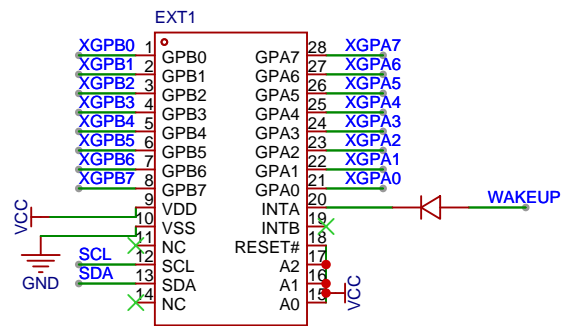 EXT1
XGPB0 1 GPB0 GPA7 28 XGPA7
XGPB1 2 GPB1 GPA6 27 XGPA6
XGPB2 3 GPB2 GPA5 26 XGPA5
XGPB3 4 GPB3 GPA4 25 XGPA4
XGPB4 5 GPB4 GPA3 24 XGPA3
XGPB5 6 GPB5 GPA2 23 XGPA2
XGPB6 7 GPB6 GPA1 22 XGPA1
XGPB7 8 GPB7 GPA0 21 XGPA0
VCC 9 VDD INTA 20 WAKEUP
10 VSS INTB 19
GND 11 NC RESET# 18
SCL 12 SCL A2 17
SDA 13 SDA A1 16 VCC
14 NC A0 15